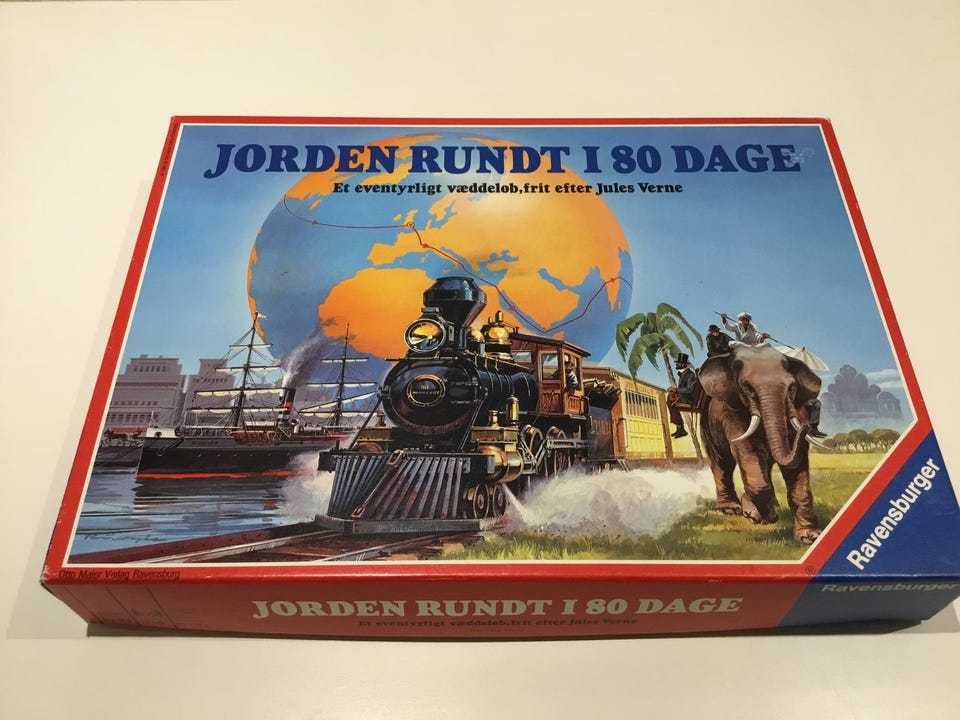 JORDEN RUNDT I 80 DAGE
Et eventyrligt væddeløb, frit efter Jules Verne
Ravensburger
Otto Maier Verlag Ravensburg
®
Ravensburger
JORDEN RUNDT I 80 DAGE
Et eventyrligt væddeløb, frit efter Jules Verne